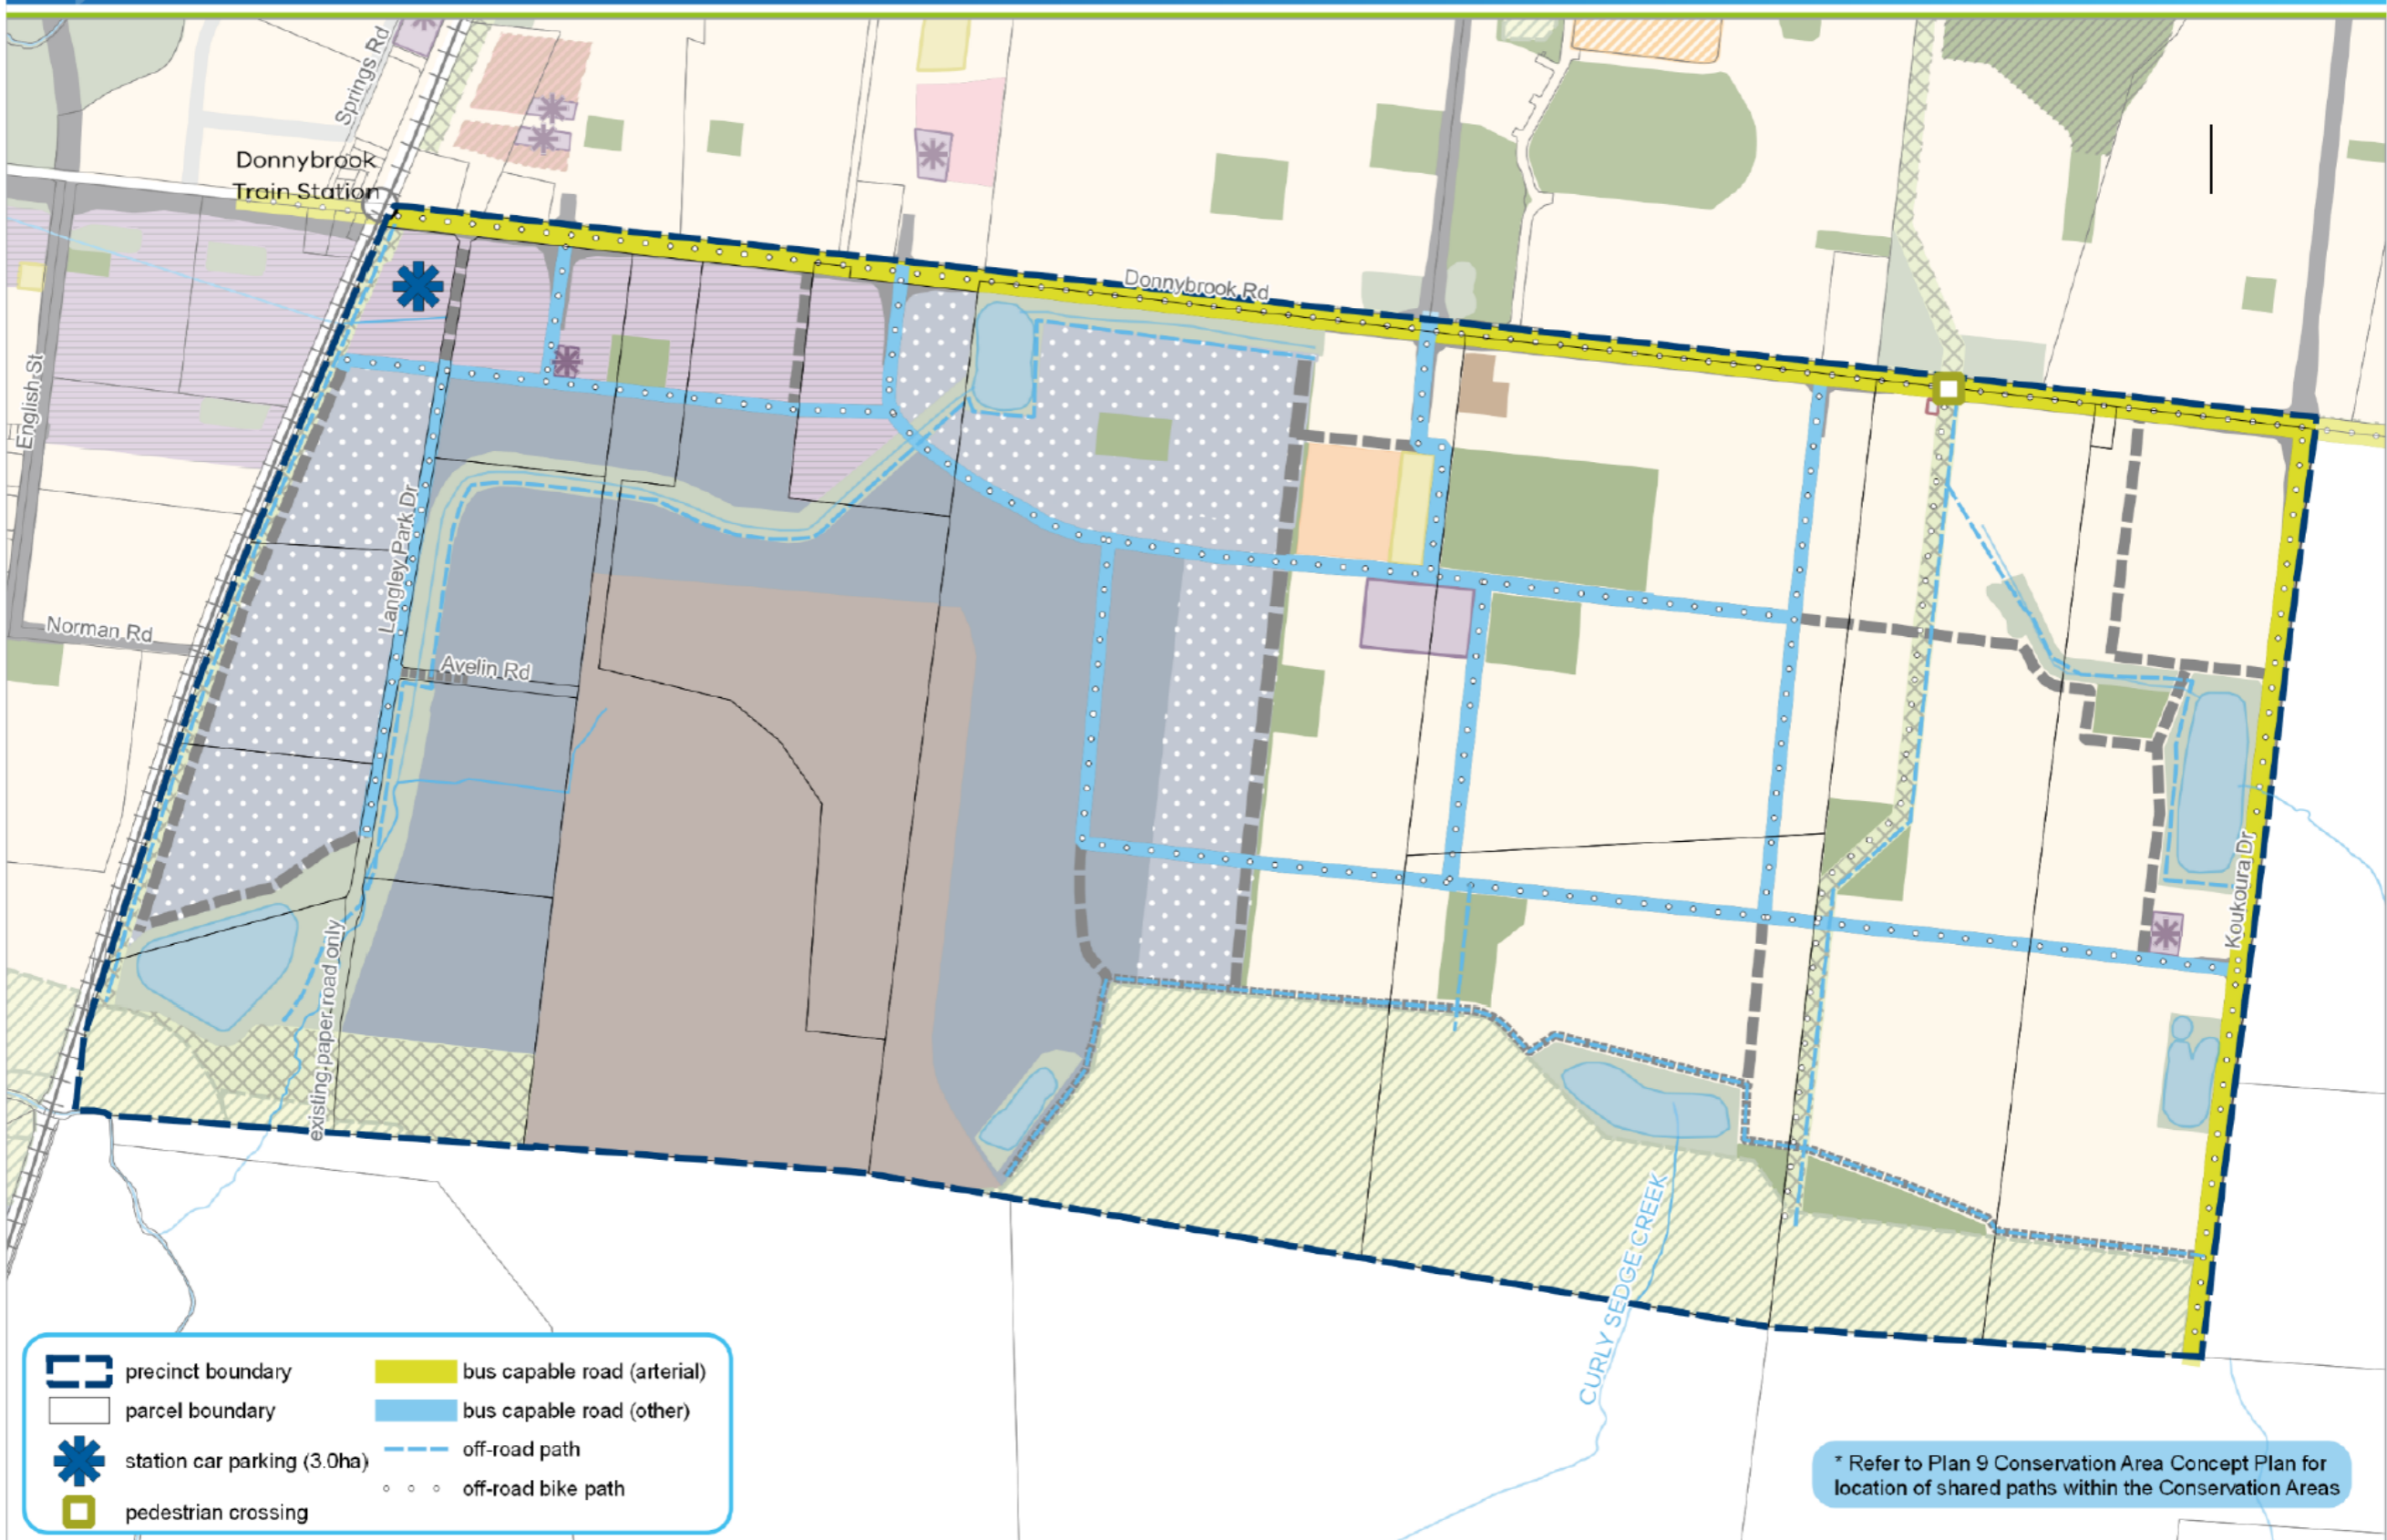 Springs Rd
Donnybrook
Train Station
Donnybrook Rd
English St
Langley Park Dr
Norman Rd
Avelin Rd
Koukoura Dr
existing paper road only
CURLY SEDGE CREEK
precinct boundary
parcel boundary
station car parking (3.0ha)
pedestrian crossing
bus capable road (arterial)
bus capable road (other)
off-road path
off-road bike path
* Refer to Plan 9 Conservation Area Concept Plan for
location of shared paths within the Conservation Areas